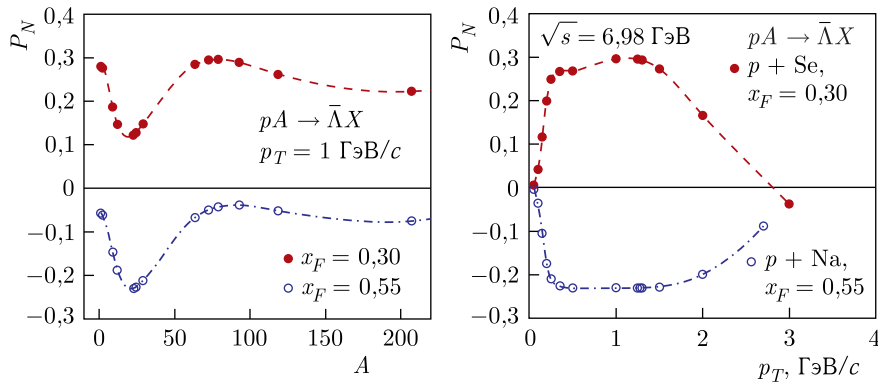 P_N
0,4
0,3
0,2
0,1
0
−0,1
−0,2
−0,3
pA → Λ̅X
p_T = 1 ГэВ/c
x_F = 0,30
x_F = 0,55
0
50
100
150
200
A
P_N
0,4
0,3
0,2
0,1
0
−0,1
−0,2
−0,3
√s = 6,98 ГэВ
pA → Λ̅X
p + Se,
x_F = 0,30
p + Na,
x_F = 0,55
0
1
2
3
4
p_T, ГэВ/c